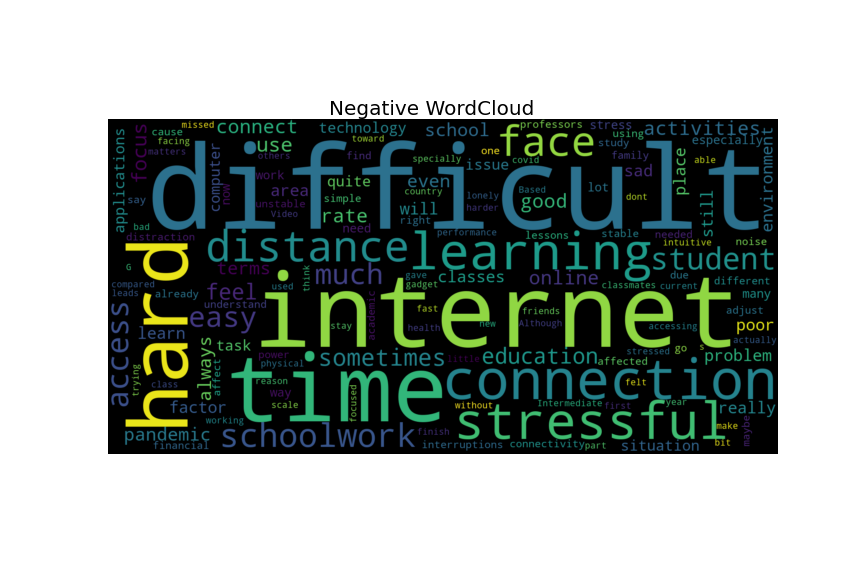 Negative WordCloud
missed
cause
facing
matters
focus
connect
toward
others
technology
find
school
specially
face
professors
covid
one
stress
study
using
activities
especially
able
environment
applications
say
bad
distraction
difficult
computer
now
use
work
area
unstable
Video
need
quite
simple
rate
country
even
will
right
issue
lonely
harder
Based
good
lot
family
dont
sad
place
still
needed
stable
performance
lessons
intuitive
noise
hard
G
compared
leads
already
distance
terms
feel
understand
easy
think
used
much
academic
learning
gave
gadget
classes
online
classmates
student
due
current
different
many
access
learn
trying
class
always
task
affect
power
physical
internet
stay
fast
health
new
friends
Although
accessing
adjust
poor
actually
sometimes
little
education
affected
stressed
go
s
problem
factor
working
reason
way
scale
time
focused
connection
felt
without
Intermediate
first
year
really
make
bit
maybe
pandemic
financial
schoolwork
finish
interruptions
stressful
connectivity
part
situation